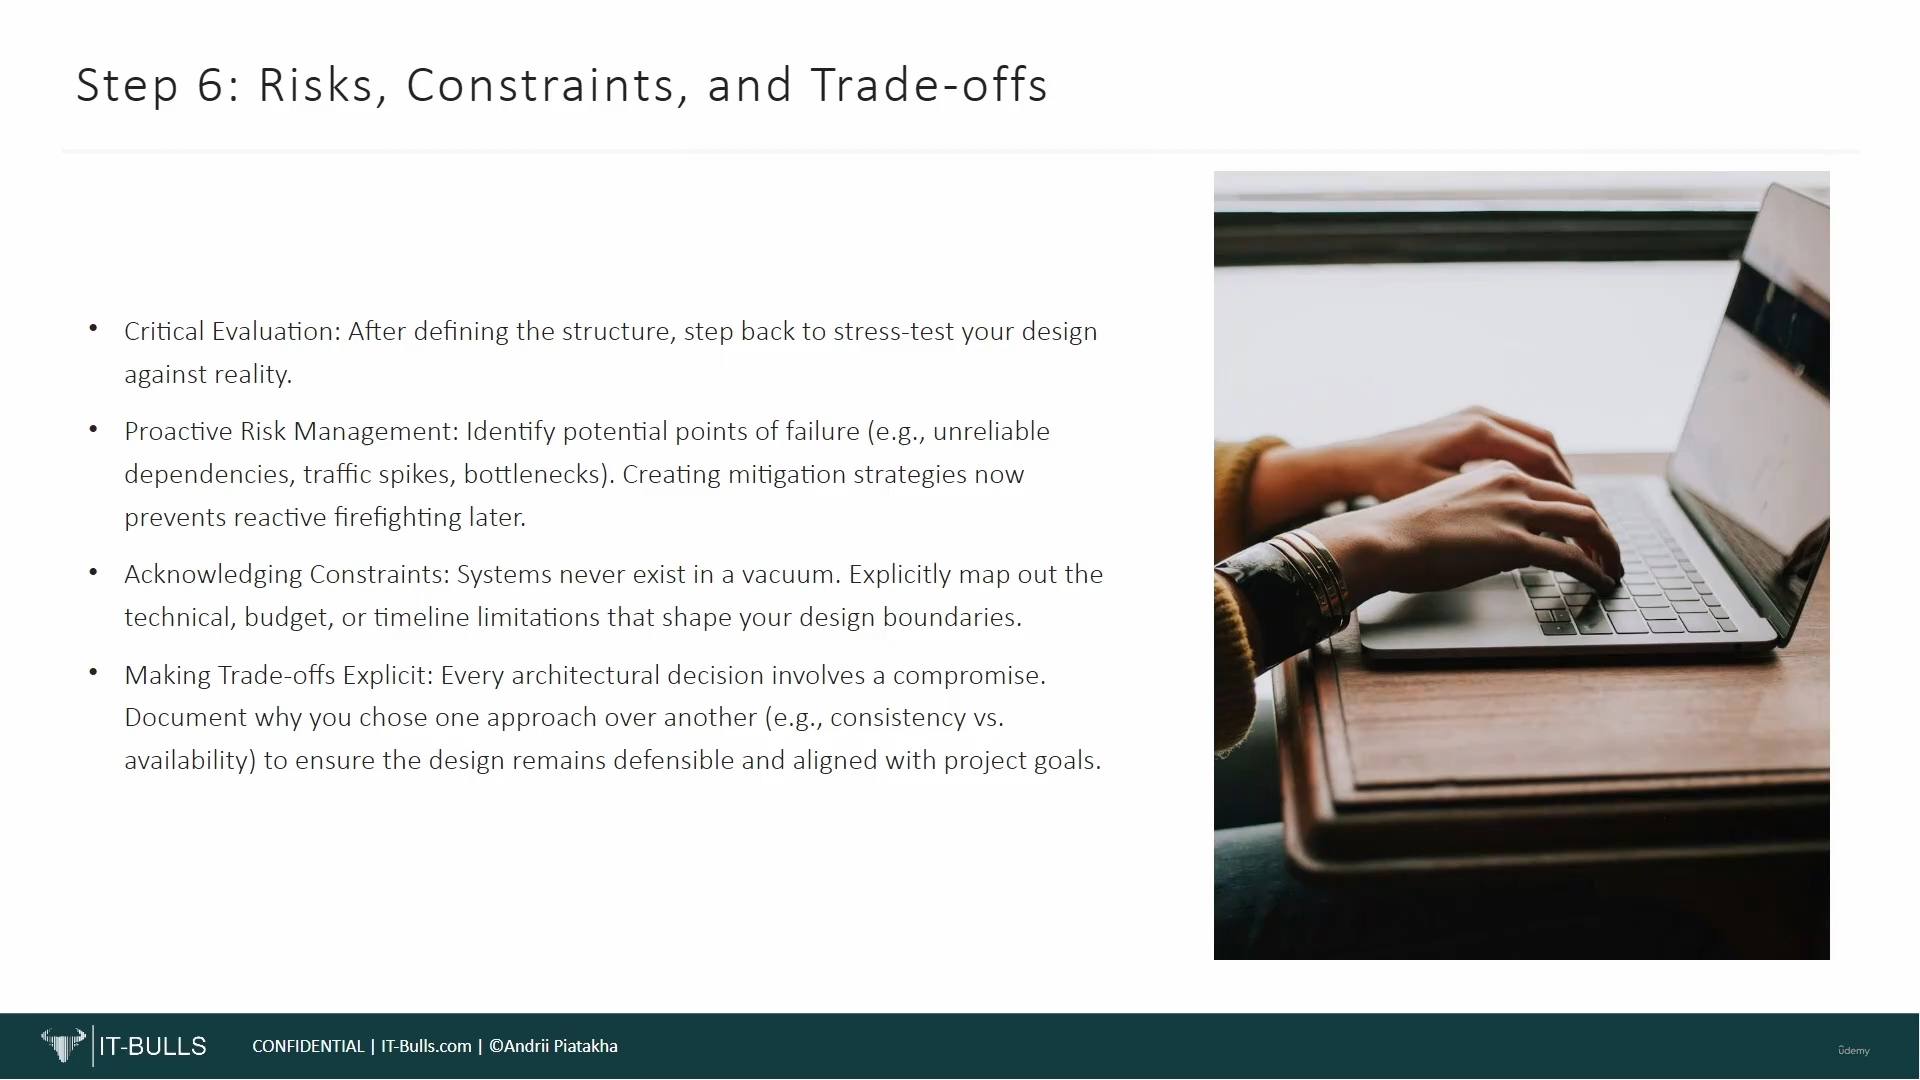 Step 6: Risks, Constraints, and Trade-offs
• Critical Evaluation: After defining the structure, step back to stress-test your design
against reality.
• Proactive Risk Management: Identify potential points of failure (e.g., unreliable
dependencies, traffic spikes, bottlenecks). Creating mitigation strategies now
prevents reactive firefighting later.
• Acknowledging Constraints: Systems never exist in a vacuum. Explicitly map out the
technical, budget, or timeline limitations that shape your design boundaries.
• Making Trade-offs Explicit: Every architectural decision involves a compromise.
Document why you chose one approach over another (e.g., consistency vs.
availability) to ensure the design remains defensible and aligned with project goals.
IT-BULLS
CONFIDENTIAL | IT-Bulls.com | ©Andrii Piatakha
ûdemy